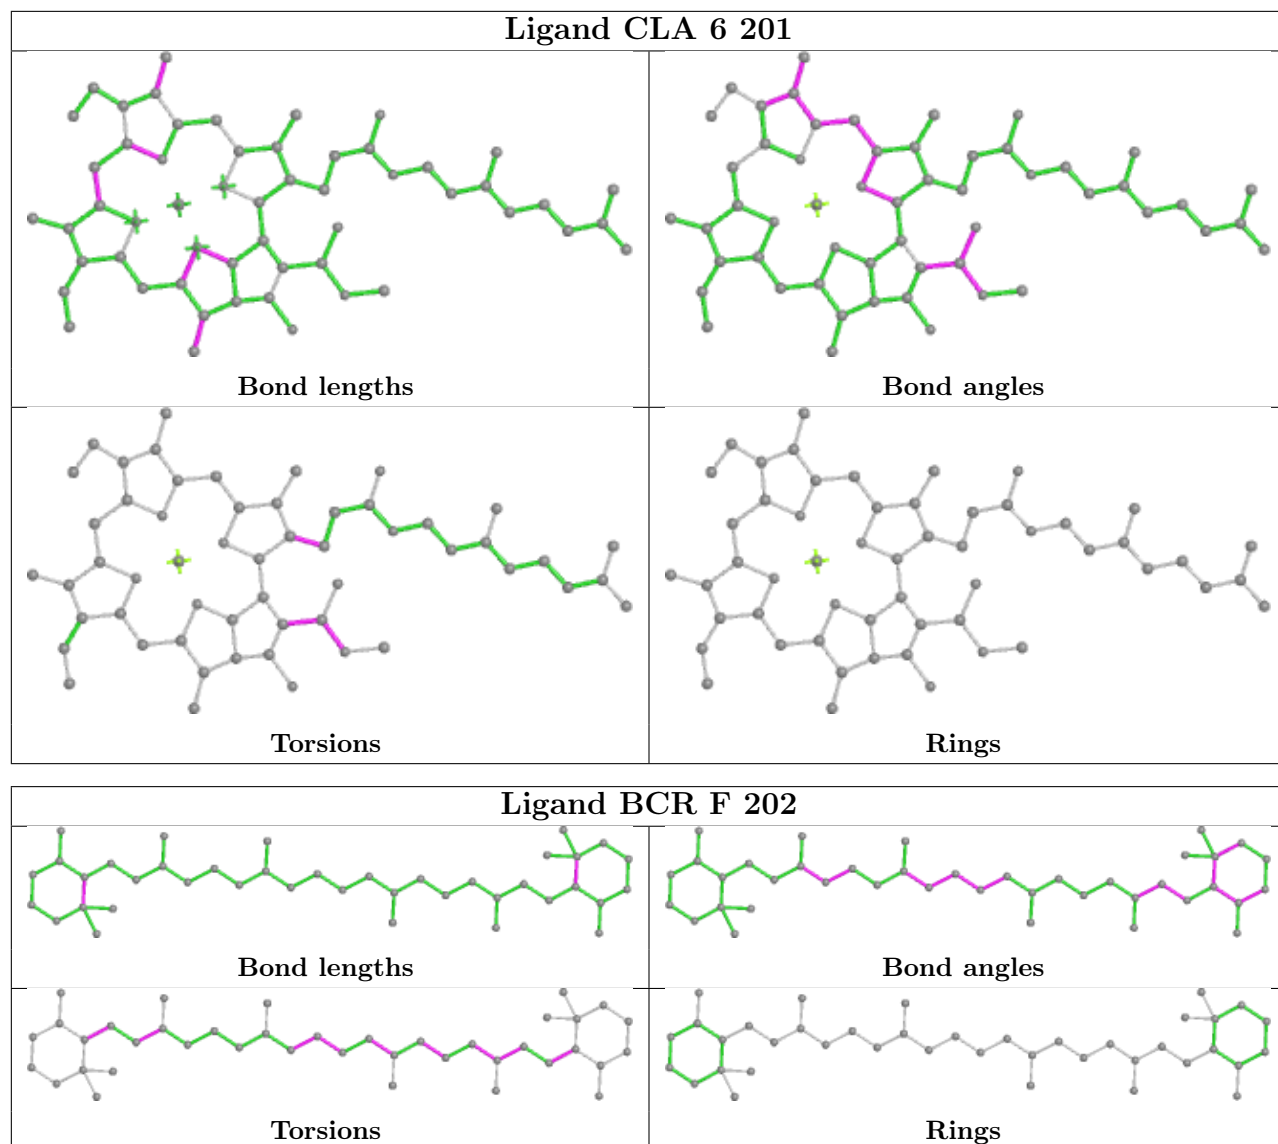 Ligand CLA 6 201
Bond lengths
Bond angles
Torsions
Rings
Ligand BCR F 202
Bond lengths
Bond angles
Torsions
Rings